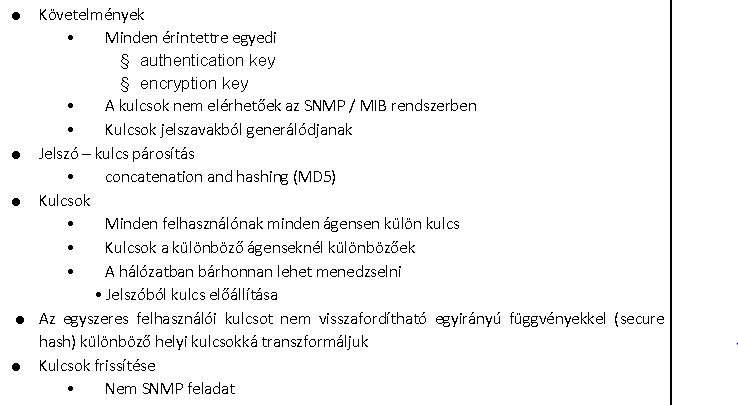 ● Követelmények
• Minden érintettre egyedi
§ authentication key
§ encryption key
• A kulcsok nem elérhetőek az SNMP / MIB rendszerben
• Kulcsok jelszavakból generálódjanak
● Jelszó – kulcs párosítás
• concatenation and hashing (MD5)
● Kulcsok
• Minden felhasználónak minden ágensen külön kulcs
• Kulcsok a különböző ágenseknél különbözőek
• A hálózatban bárhonnan lehet menedzselni
• Jelszóból kulcs előállítása
● Az egyszeres felhasználói kulcsot nem visszafordítható egyirányú függvényekkel (secure
hash) különböző helyi kulcsokká transzformáljuk
● Kulcsok frissítése
• Nem SNMP feladat